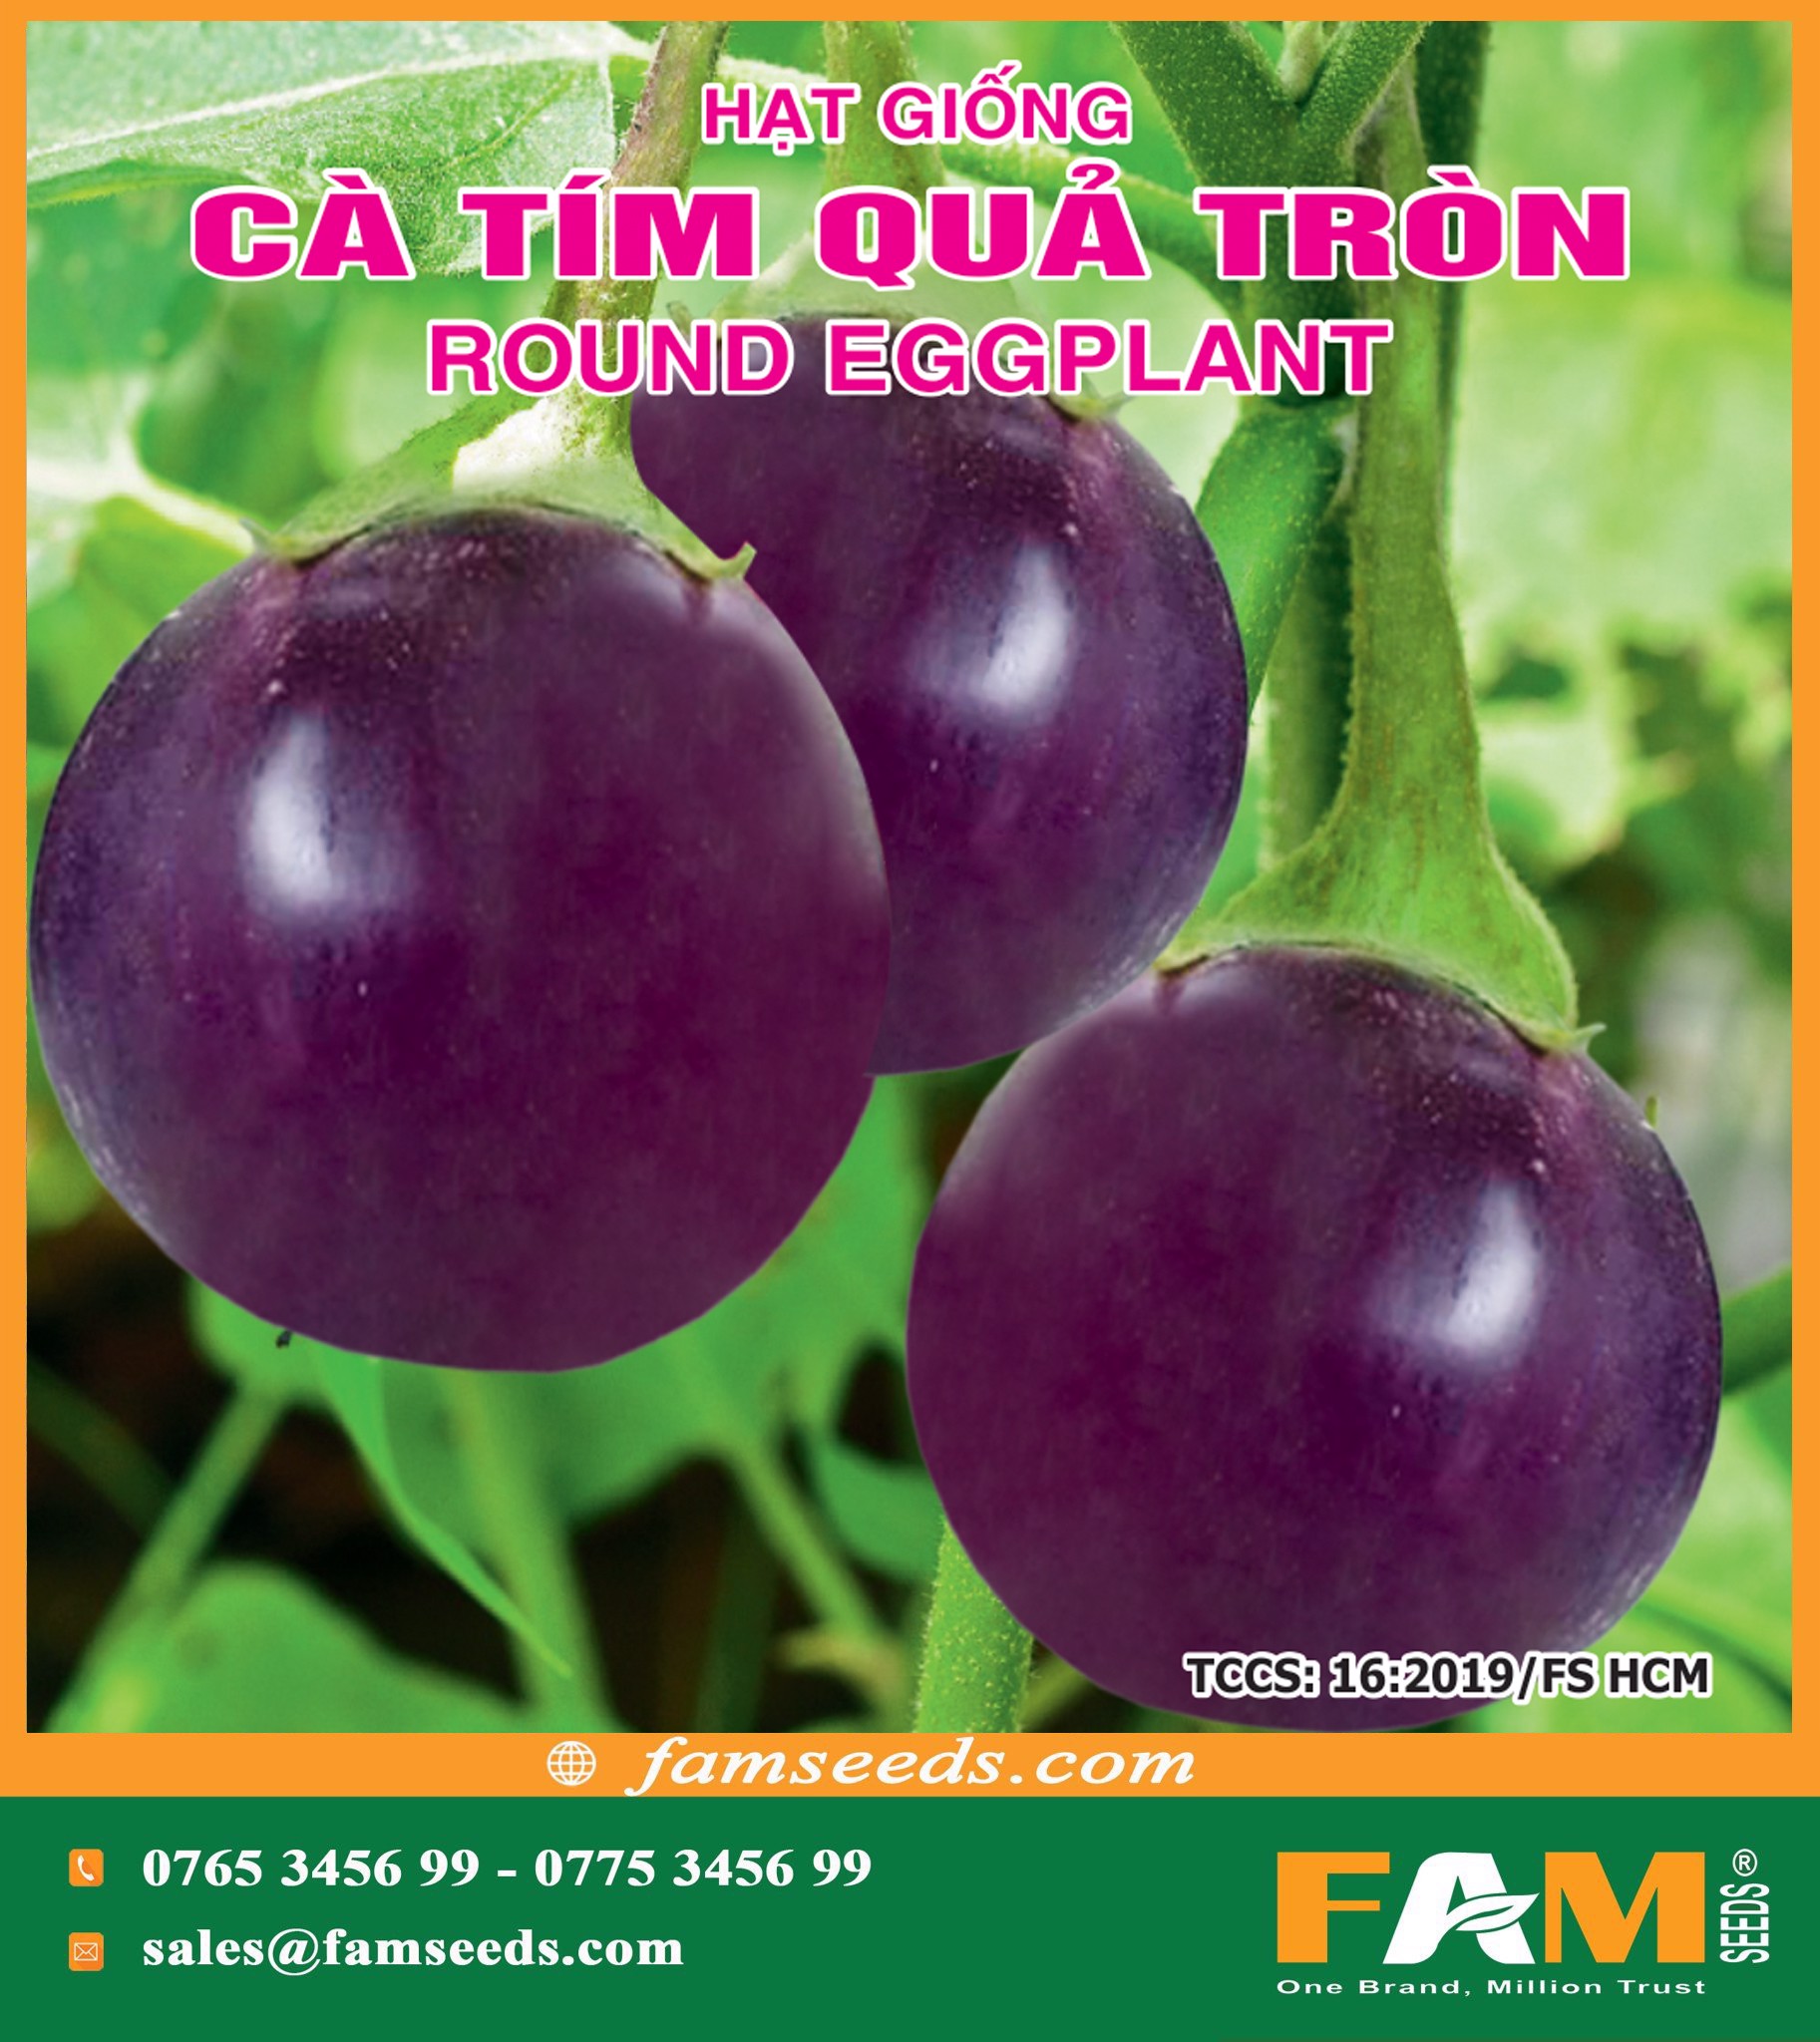 HẠT GIỐNG
CÀ TÍM QUẢ TRÒN
ROUND EGGPLANT
TCCS: 16:2019/FS HCM
famseeds.com
0765 3456 99 - 0775 3456 99
sales@famseeds.com
FAM SEEDS®
One Brand, Million Trust